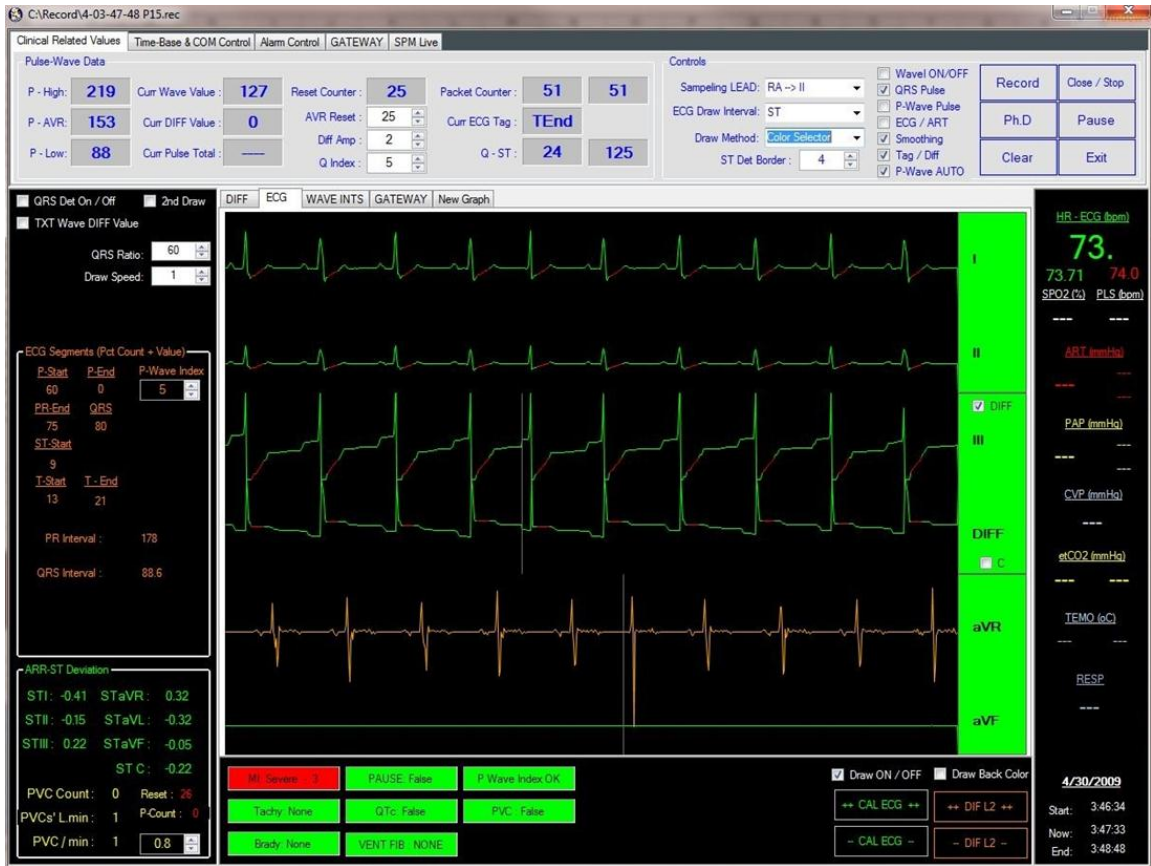 C:\Record\4-03-47-48 P15.rec
Clinical Related Values Time-Base & COM Control Alarm Control GATEWAY SPM Live
Pulse-Wave Data
P - High: 219 Curr Wave Value : 127 Reset Counter : 25 Packet Counter : 51 51
P - AVR: 153 Curr DIFF Value : 0 AVR Reset : 25 Curr ECG Tag : TEnd
Diff Amp : 2
P - Low: 88 Curr Pulse Total : ---- Q Index : 5 Q - ST : 24 125
Controls
Sampeling LEAD: RA --> II
ECG Draw Interval: ST
Draw Method: Color Selector
ST Det Border : 4
Wavel ON/OFF
QRS Pulse
P-Wave Pulse
ECG / ART
Smoothing
Tag / Diff
P-Wave AUTO
Record Close / Stop
Ph.D Pause
Clear Exit
QRS Det On / Off 2nd Draw
TXT Wave DIFF Value
QRS Ratio: 60
Draw Speed: 1
ECG Segments (Pct Count + Value)
P-Start P-End P-Wave Index
60 0 5
PR-End QRS
75 80
ST-Start
9
T-Start T - End
13 21
PR Interval : 178
QRS Interval : 88.6
ARR-ST Deviation
STI : -0.41 STaVR : 0.32
STII : -0.15 STaVL : -0.32
STIII : 0.22 STaVF : -0.05
ST C : -0.22
PVC Count : 0 Reset : 26
PVCs' L.min : 1 P-Count : 0
PVC / min : 1 0.8
DIFF ECG WAVE INTS GATEWAY New Graph
I
II
DIFF
III
DIFF
C
aVR
aVF
MI: Severe - 3 PAUSE: False P Wave Index OK
Tachy: None QTc: False PVC : False
Brady: None VENT FIB : NONE
Draw ON / OFF Draw Back Color
++ CAL ECG ++ ++ DIF L2 ++
-- CAL ECG -- -- DIF L2 --
HR - ECG (bpm)
73.
73.71 74.0
SPO2 (%) PLS (bpm)
--- ---
ART (mmHg)
---
---
---
PAP (mmHg)
---
---
---
CVP (mmHg)
---
etCO2 (mmHg)
--- ---
TEMO (oC)
--- ---
RESP
---
4/30/2009
Start: 3:46:34
Now: 3:47:33
End: 3:48:48